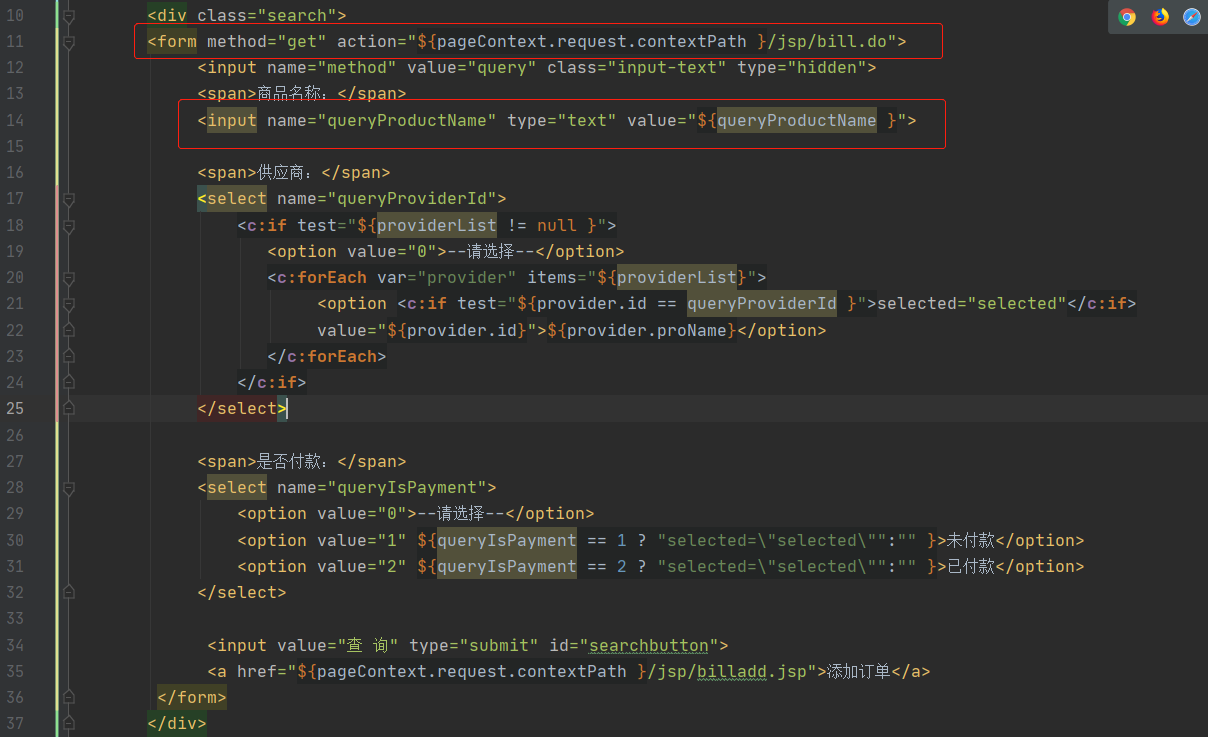 10 <div class="search">
11 <form method="get" action="${pageContext.request.contextPath }/jsp/bill.do">
12 <input name="method" value="query" class="input-text" type="hidden">
13 <span>商品名称：</span>
14 <input name="queryProductName" type="text" value="${queryProductName }">
15
16 <span>供应商：</span>
17 <select name="queryProviderId">
18 <c:if test="${providerList != null }">
19 <option value="0">--请选择--</option>
20 <c:forEach var="provider" items="${providerList}">
21 <option <c:if test="${provider.id == queryProviderId }">selected="selected"</c:if>
22 value="${provider.id}">${provider.proName}</option>
23 </c:forEach>
24 </c:if>
25 </select>
26
27 <span>是否付款：</span>
28 <select name="queryIsPayment">
29 <option value="0">--请选择--</option>
30 <option value="1" ${queryIsPayment == 1 ? "selected=\"selected\"":"" }>未付款</option>
31 <option value="2" ${queryIsPayment == 2 ? "selected=\"selected\"":"" }>已付款</option>
32 </select>
33
34 <input value="查 询" type="submit" id="searchbutton">
35 <a href="${pageContext.request.contextPath }/jsp/billadd.jsp">添加订单</a>
36 </form>
37 </div>